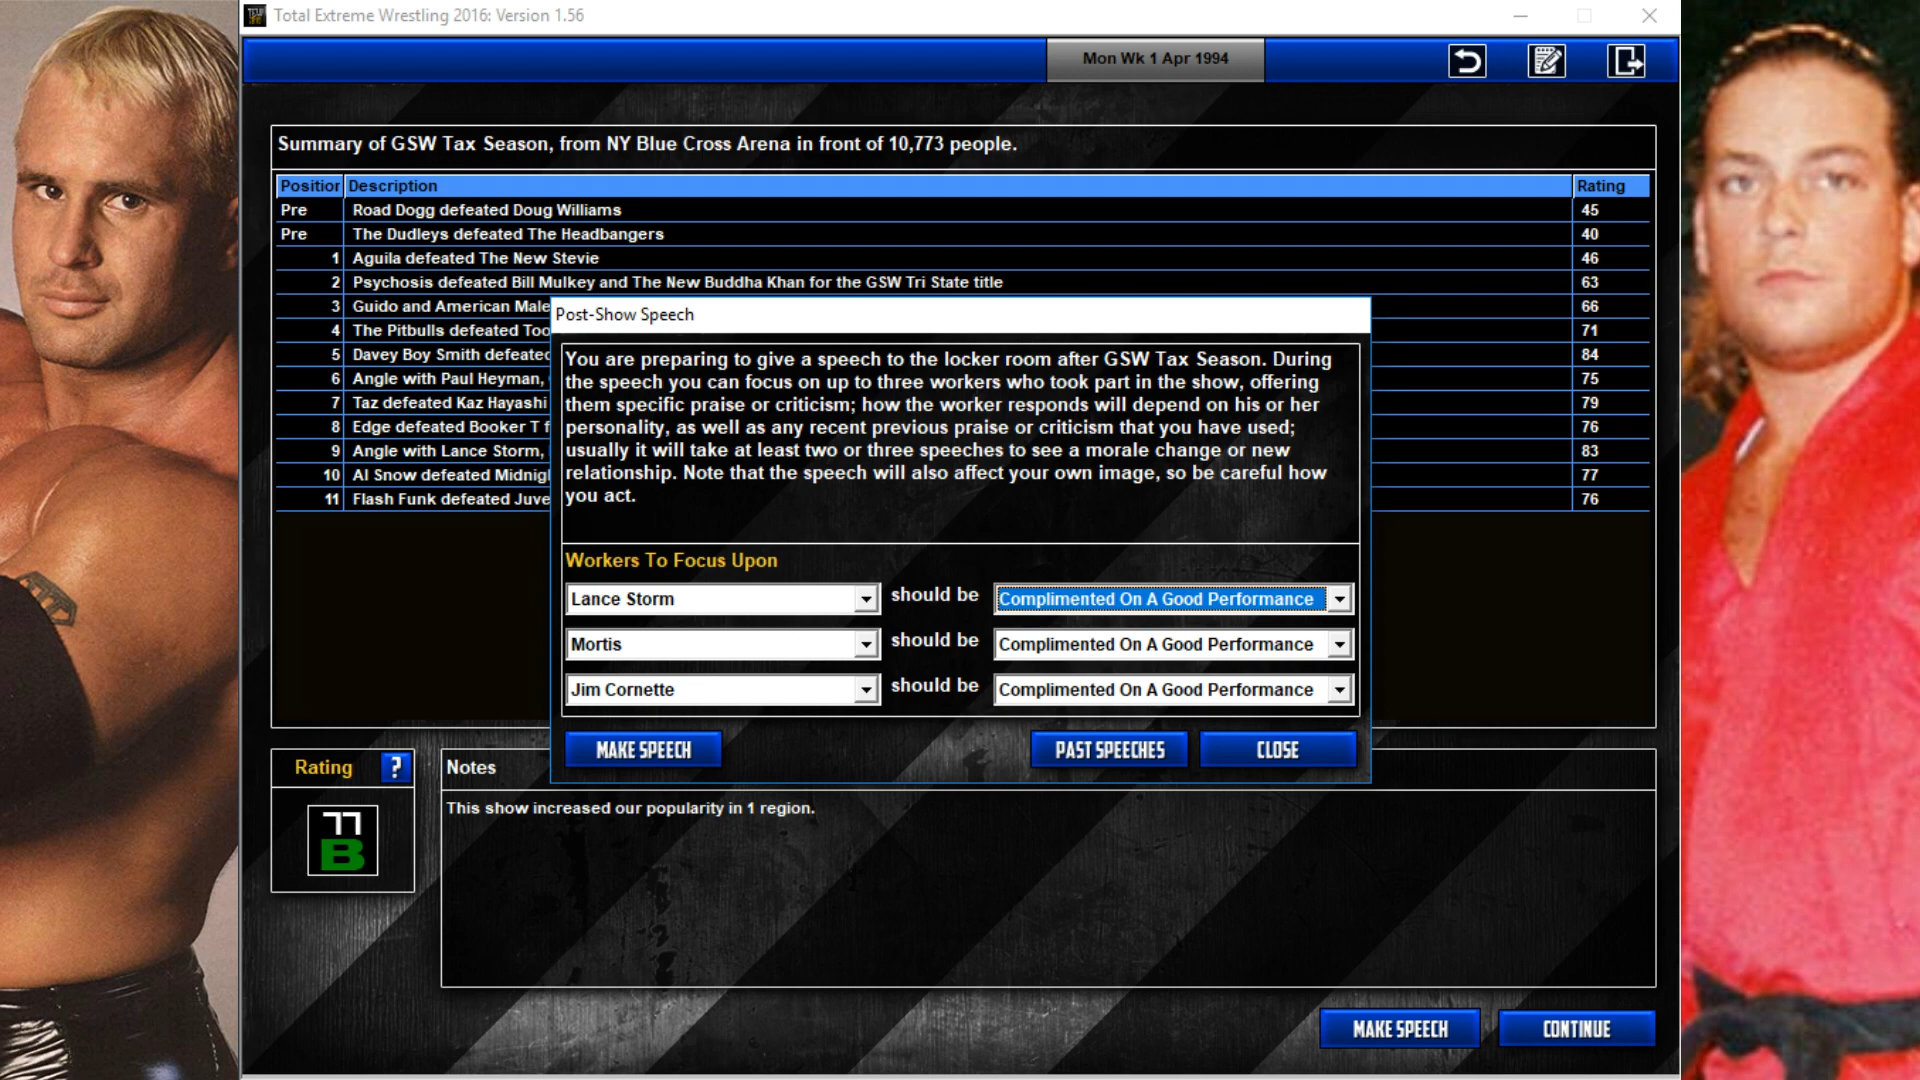 Total Extreme Wrestling 2016: Version 1.56
Mon Wk 1 Apr 1994
Summary of GSW Tax Season, from NY Blue Cross Arena in front of 10,773 people.
Position Description Rating
Pre Road Dogg defeated Doug Williams 45
Pre The Dudleys defeated The Headbangers 40
1 Aguila defeated The New Stevie 46
2 Psychosis defeated Bill Mulkey and The New Buddha Khan for the GSW Tri State title 63
3 Guido and American Male 66
4 The Pitbulls defeated Too 71
5 Davey Boy Smith defeated 84
6 Angle with Paul Heyman, 75
7 Taz defeated Kaz Hayashi 79
8 Edge defeated Booker T f 76
9 Angle with Lance Storm, 83
10 Al Snow defeated Midnig 77
11 Flash Funk defeated Juve 76
Post-Show Speech
You are preparing to give a speech to the locker room after GSW Tax Season. During
the speech you can focus on up to three workers who took part in the show, offering
them specific praise or criticism; how the worker responds will depend on his or her
personality, as well as any recent previous praise or criticism that you have used;
usually it will take at least two or three speeches to see a morale change or new
relationship. Note that the speech will also affect your own image, so be careful how
you act.
Workers To Focus Upon
Lance Storm should be Complimented On A Good Performance
Mortis should be Complimented On A Good Performance
Jim Cornette should be Complimented On A Good Performance
MAKE SPEECH PAST SPEECHES CLOSE
Rating ?
77
B
Notes
This show increased our popularity in 1 region.
MAKE SPEECH CONTINUE